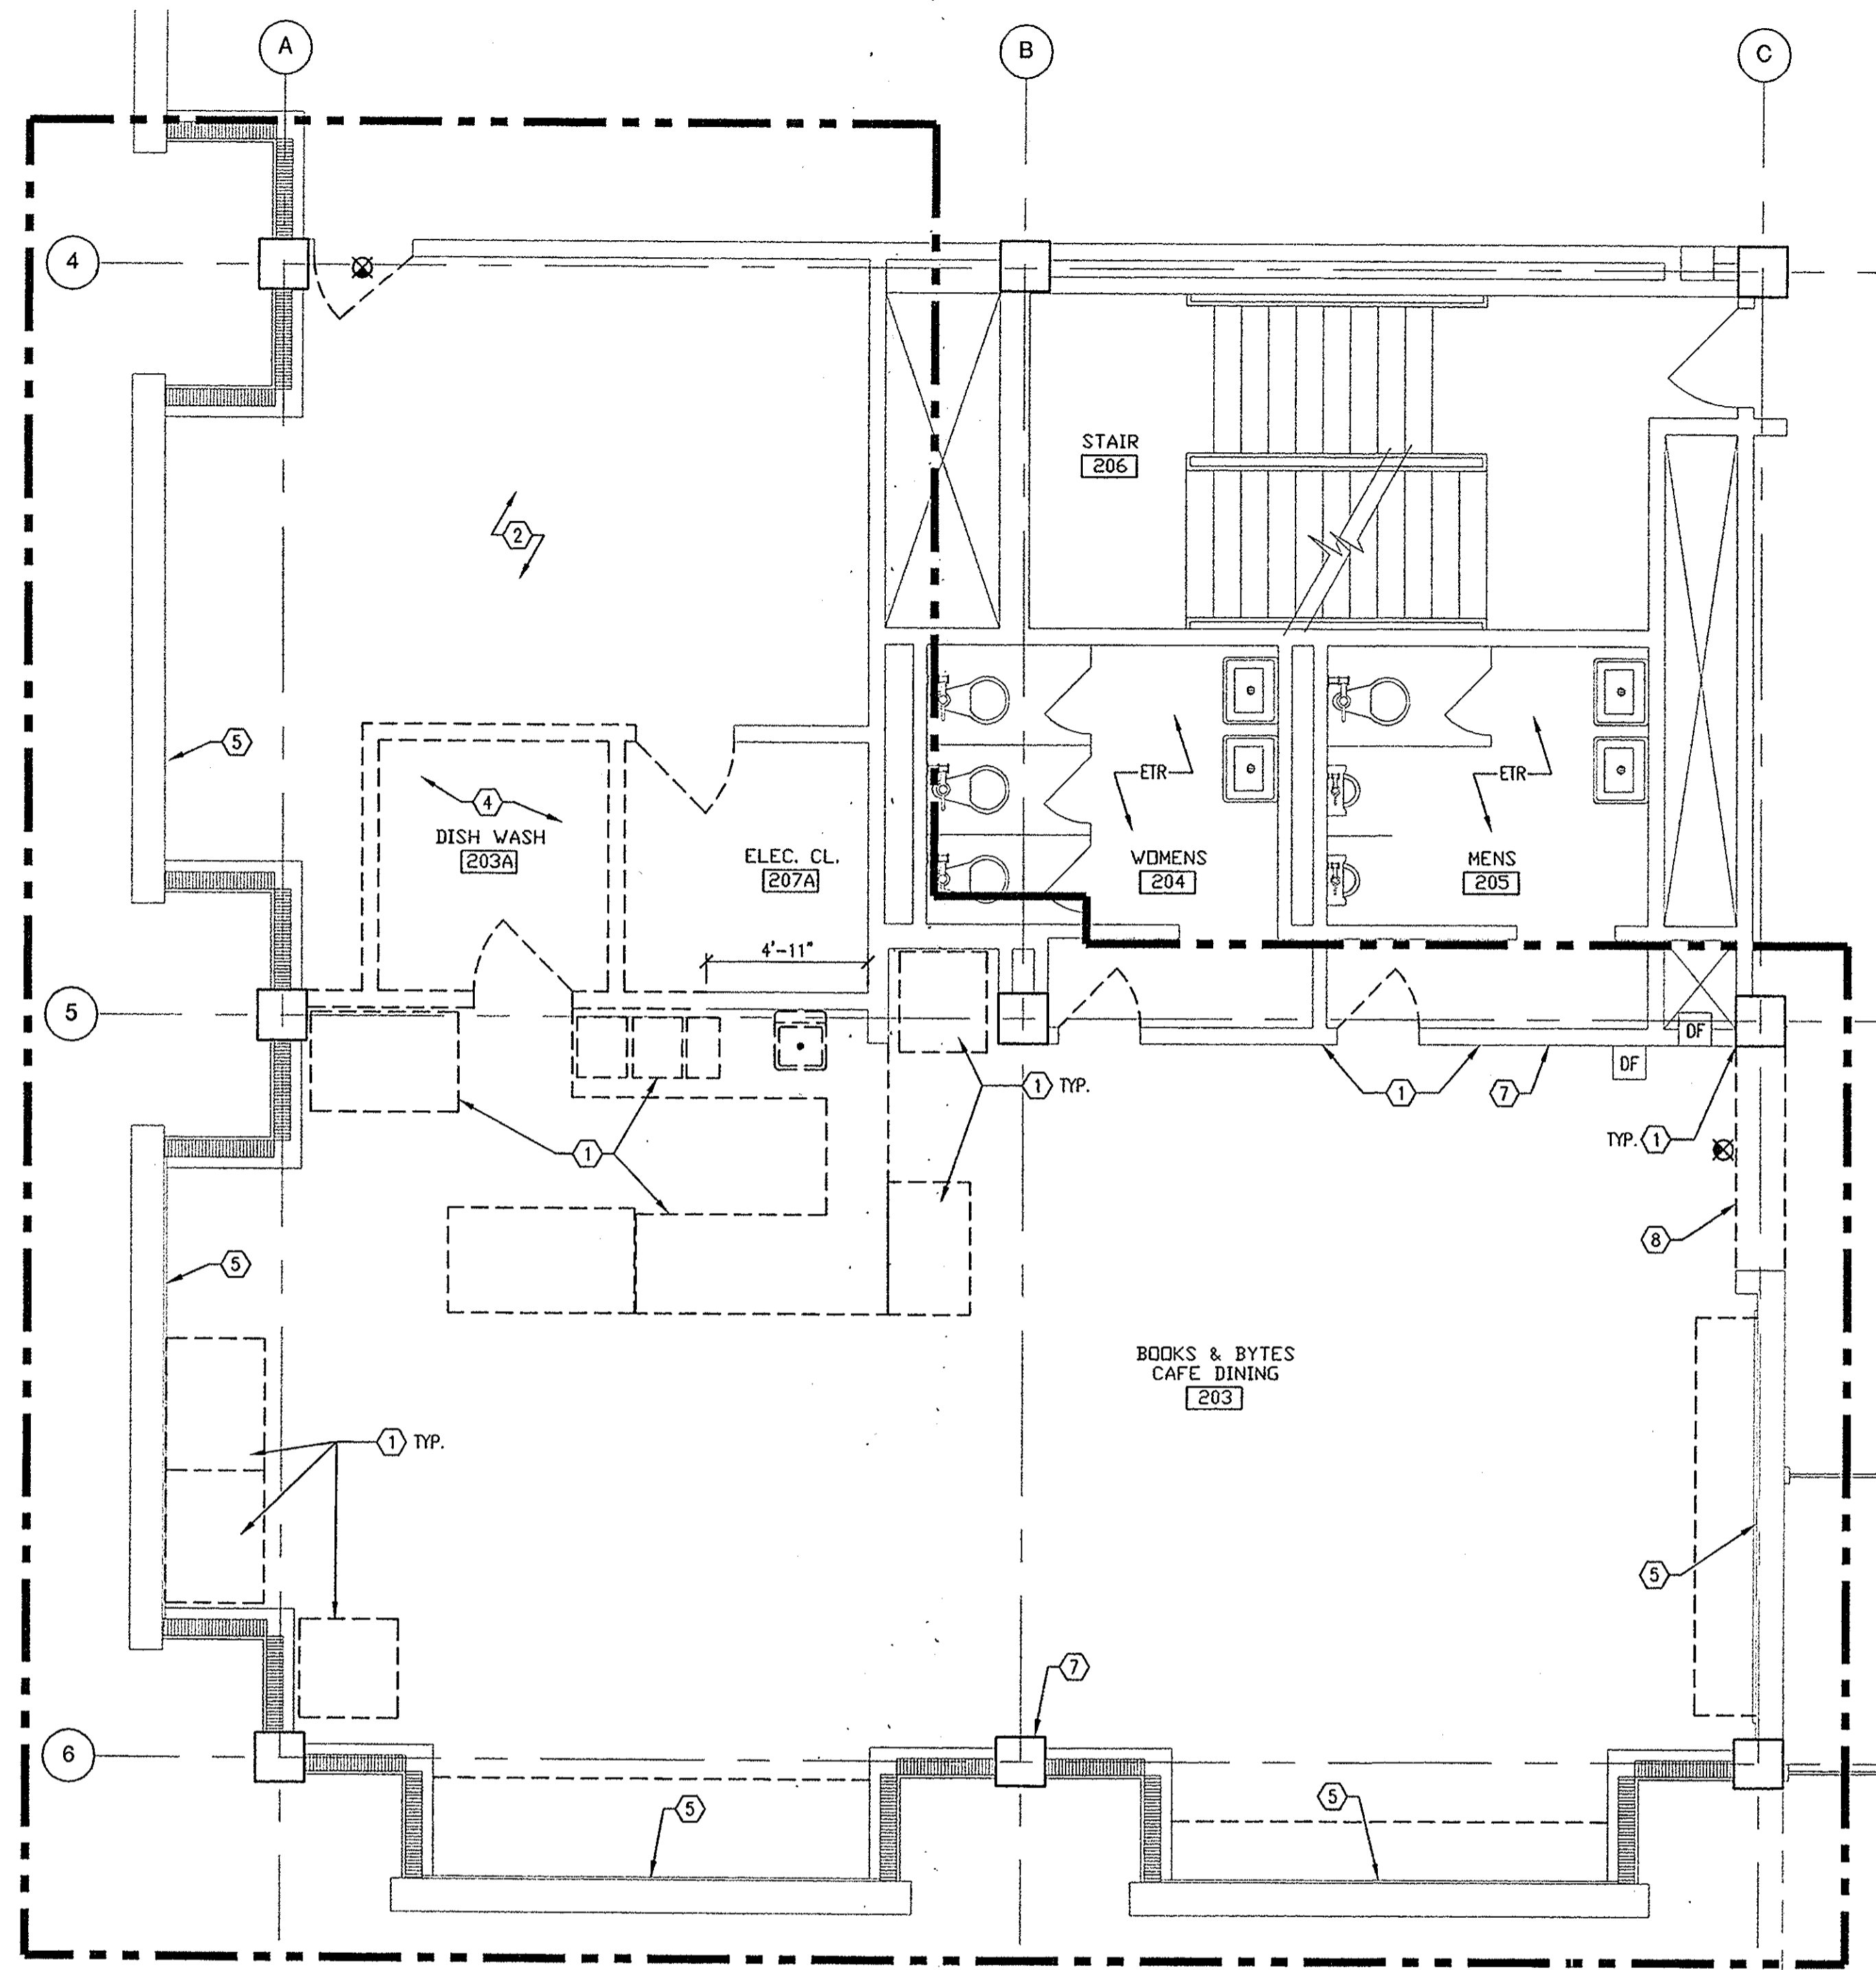 A
B
C
4
STAIR
206
2
5
4
DISH WASH
203A
ELEC. CL.
207A
ETR
WOMENS
204
ETR
MENS
205
4'-11"
5
DF
DF
1 TYP.
1
7
TYP. 1
1
8
5
BOOKS & BYTES
CAFE DINING
203
1 TYP.
5
7
6
5
5